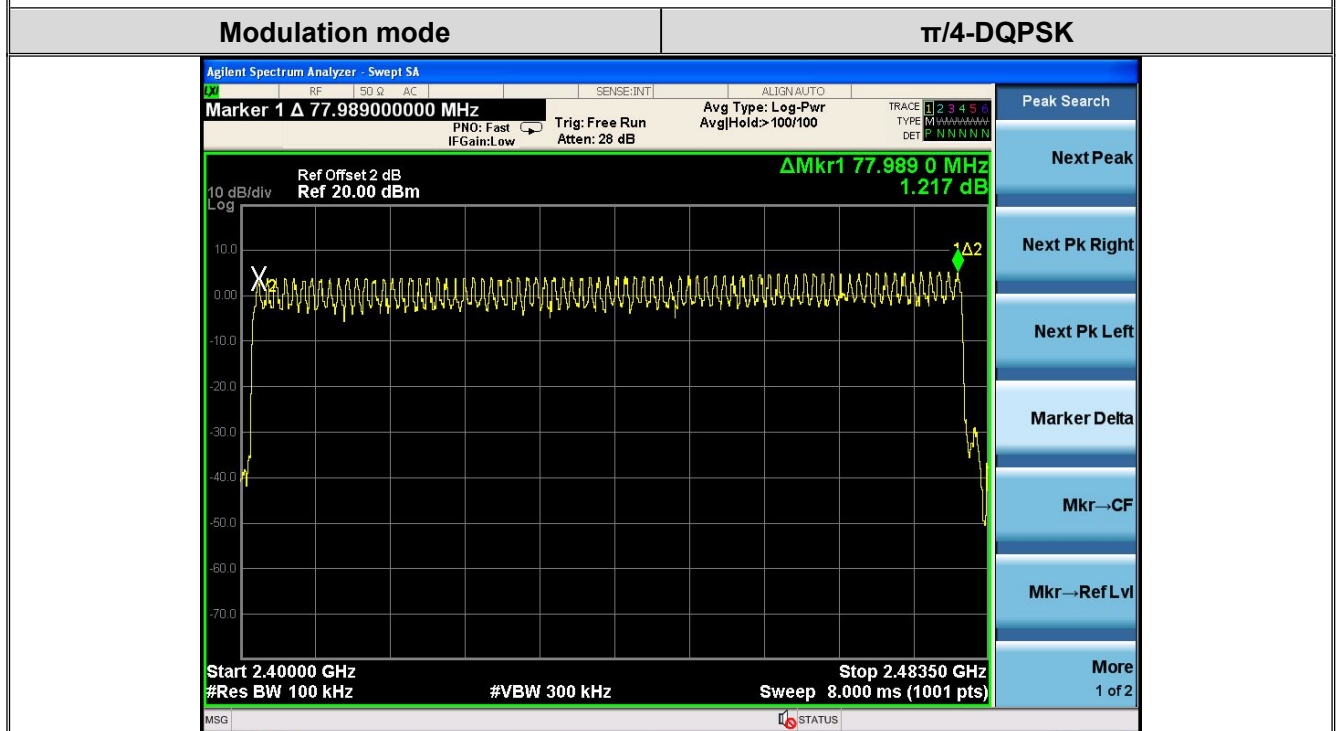 Modulation mode π/4-DQPSK
Agilent Spectrum Analyzer - Swept SA
LXI RF 50 Ω AC SENSE:INT ALIGN AUTO
Marker 1 Δ 77.989000000 MHz
PNO: Fast
IFGain:Low
Trig: Free Run
Atten: 28 dB
Avg Type: Log-Pwr
Avg|Hold:>100/100
TRACE 1 2 3 4 5 6
TYPE M WWWWW
DET P N N N N N
Peak Search
ΔMkr1 77.989 0 MHz
1.217 dB
Ref Offset 2 dB
10 dB/div Ref 20.00 dBm
Log
10.0
0.00
-10.0
-20.0
-30.0
-40.0
-50.0
-60.0
-70.0
X2
1Δ2
Start 2.40000 GHz Stop 2.48350 GHz
#Res BW 100 kHz #VBW 300 kHz Sweep 8.000 ms (1001 pts)
Next Peak
Next Pk Right
Next Pk Left
Marker Delta
Mkr→CF
Mkr→Ref Lvl
More
1 of 2
MSG STATUS